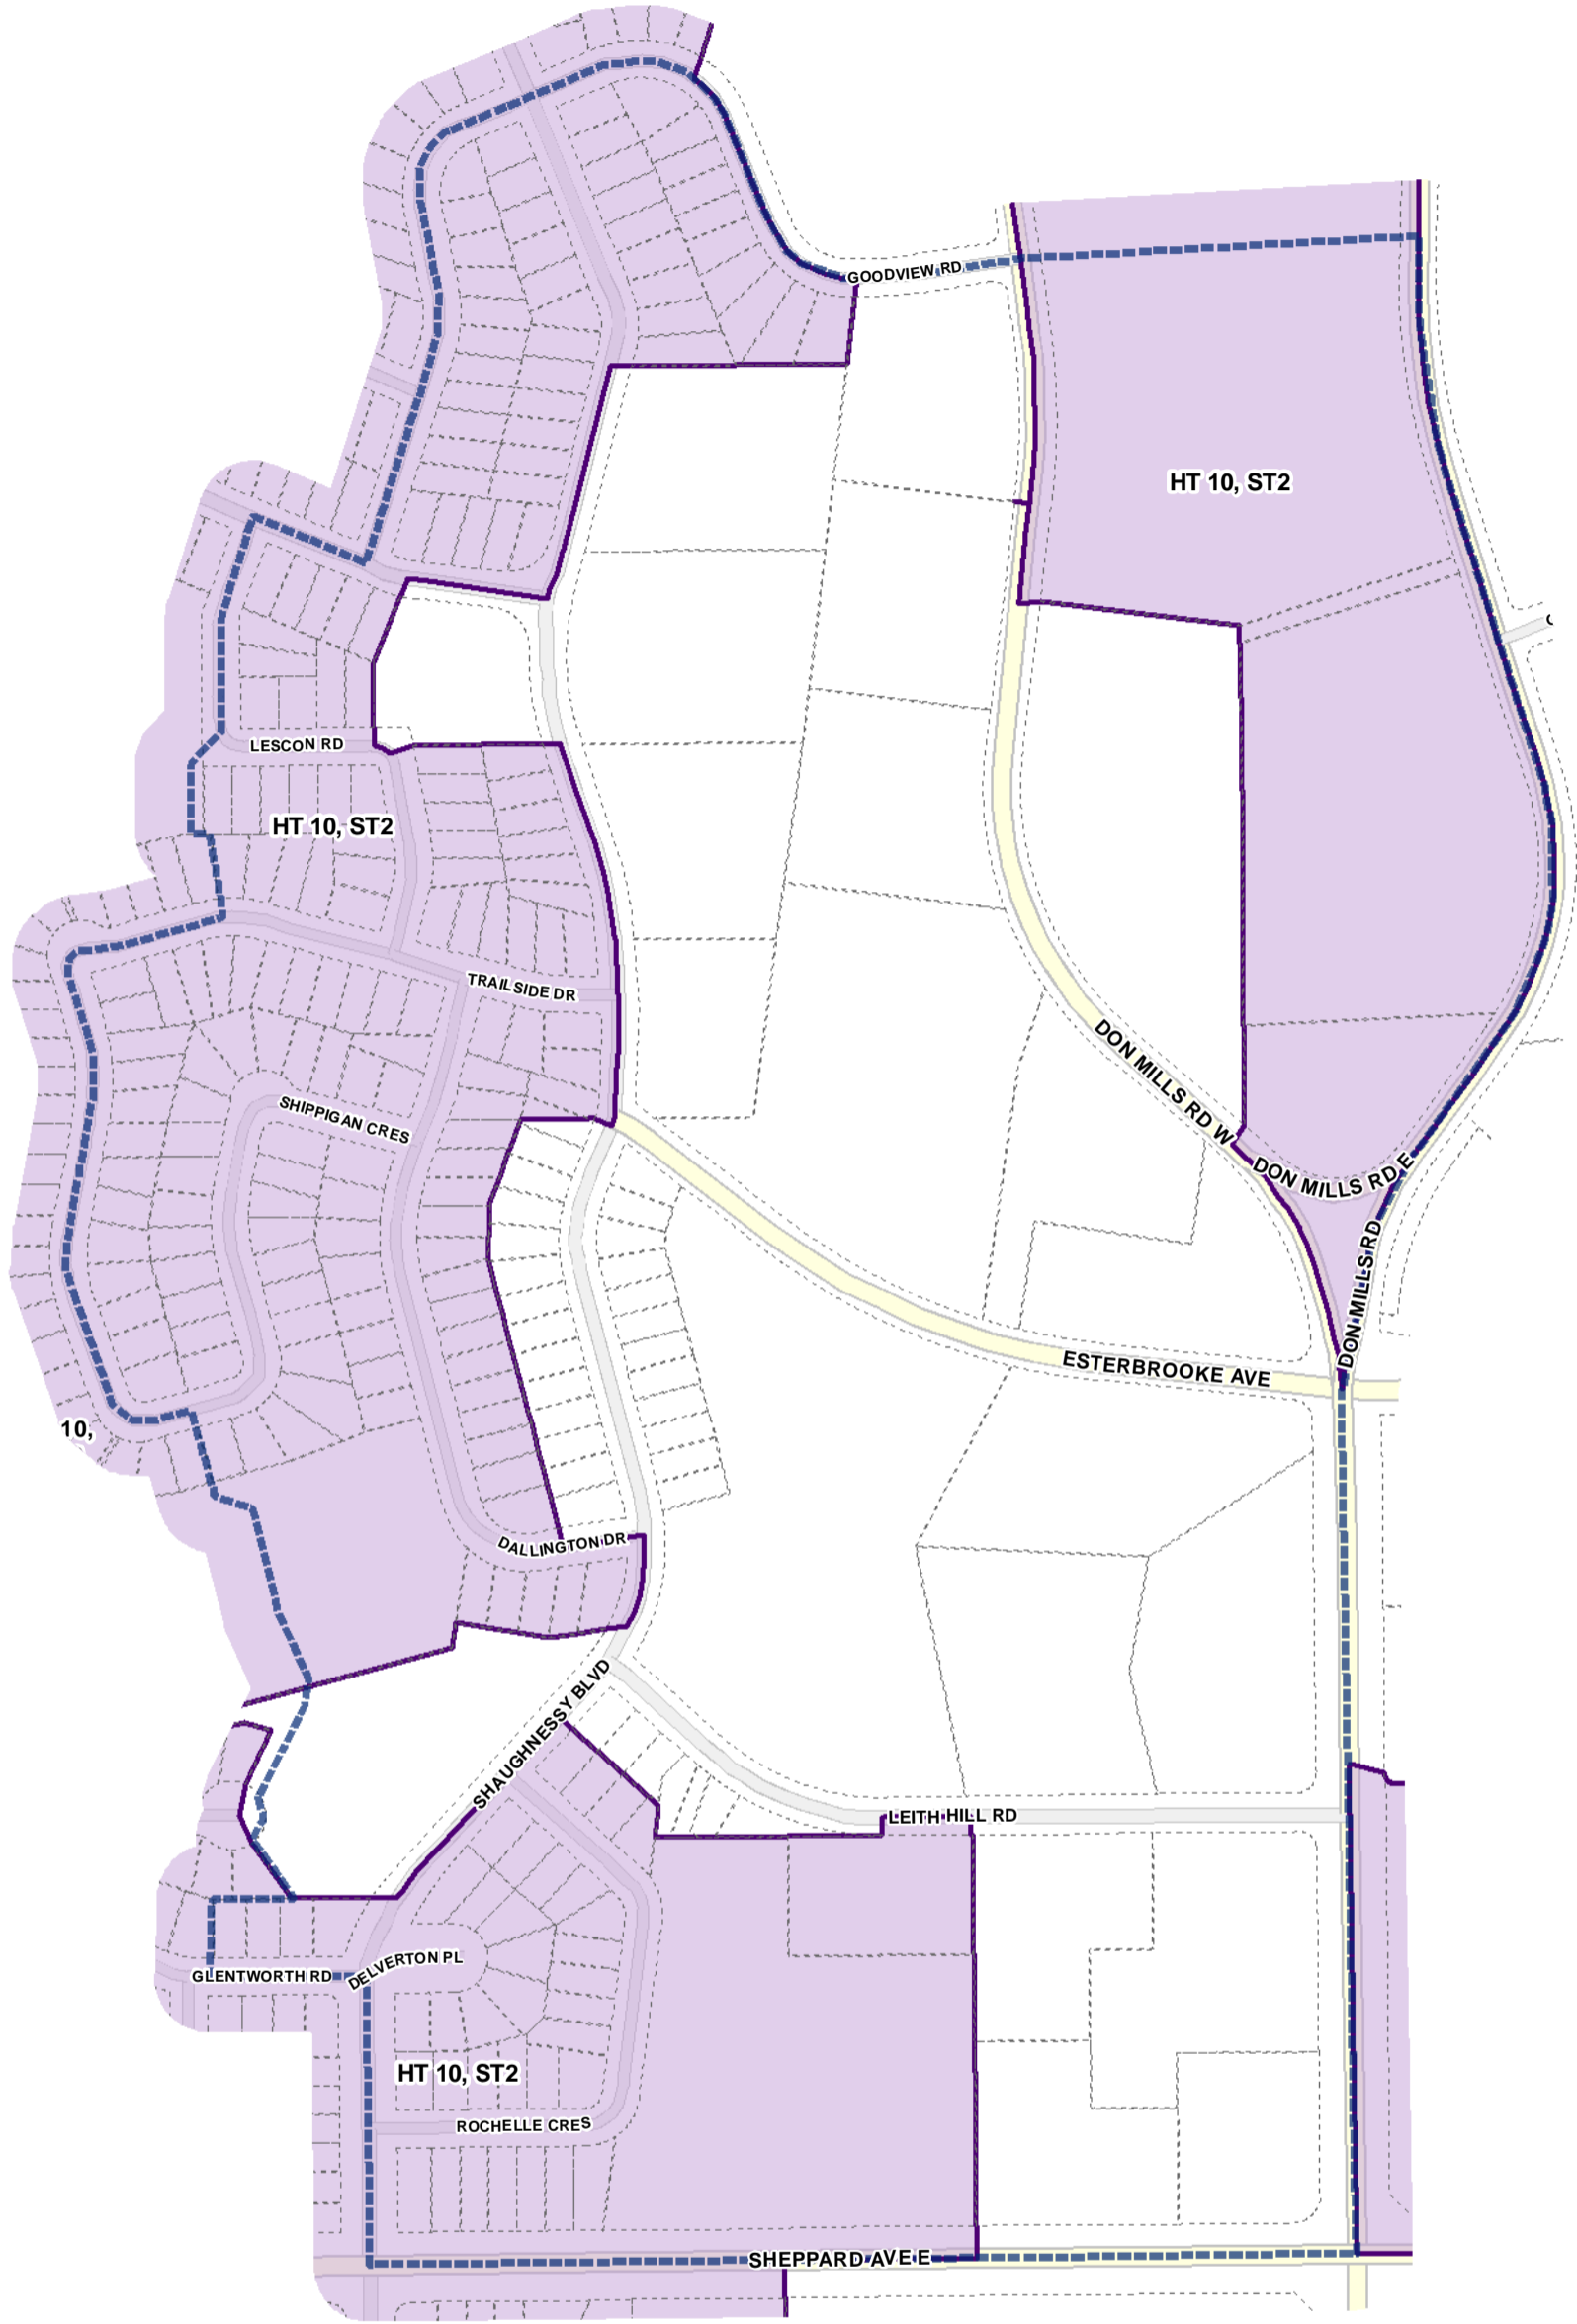 GOODVIEW RD
HT 10, ST2
LESCON RD
HT 10, ST2
TRAILSIDE DR
DON MILLS RD W
SHIPPIGAN CRES
DON MILLS RD E
DON MILLS RD
ESTERBROOKE AVE
10,
DALLINGTON DR
SHAUGHNESSY BLVD
LEITH HILL RD
DELVERTON PL
GLENTWORTH RD
HT 10, ST2
ROCHELLE CRES
SHEPPARD AVE E